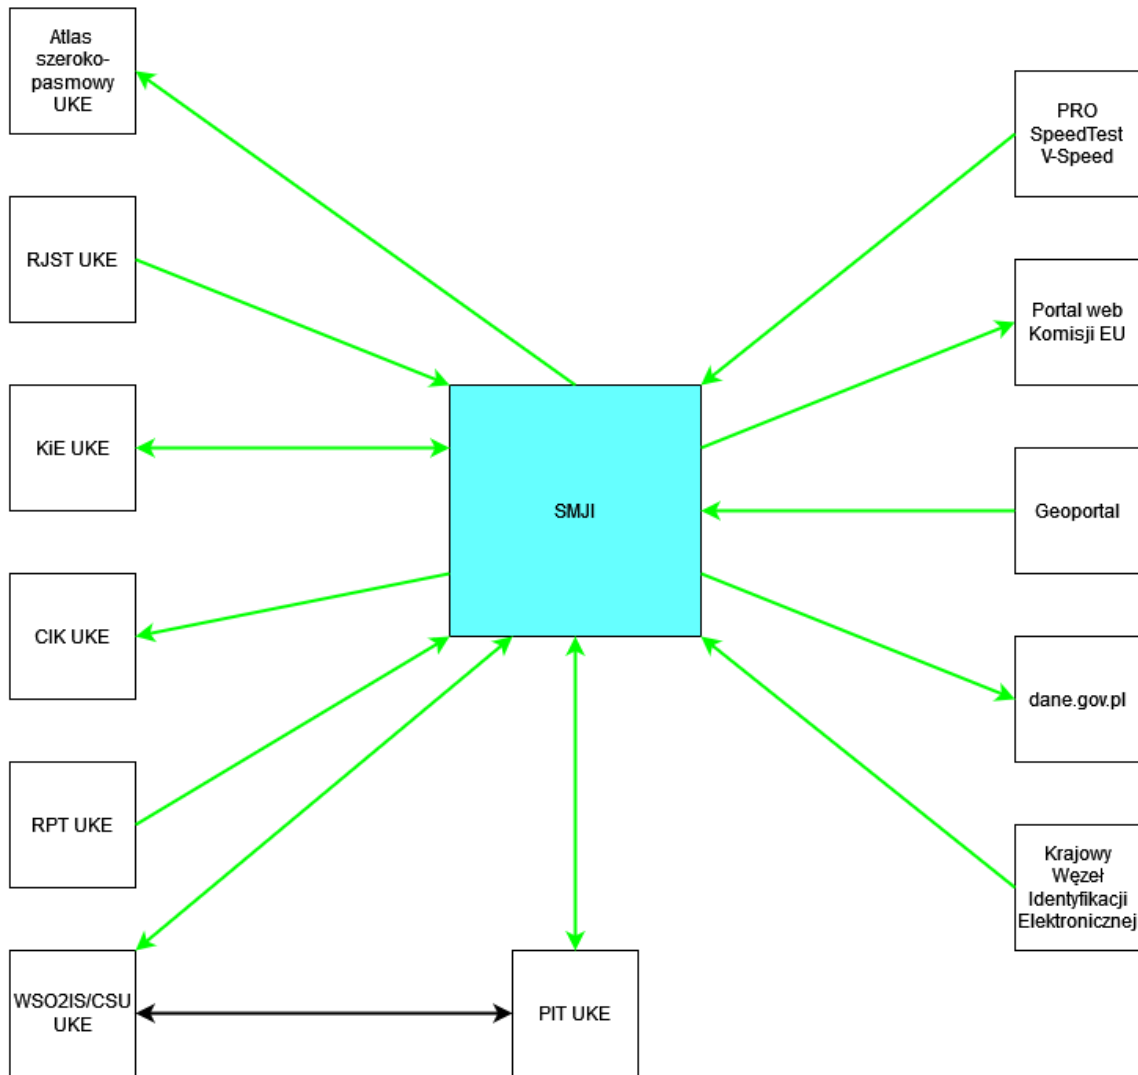 Atlas
szeroko-
pasmowy
UKE
PRO
SpeedTest
V-Speed
RJST UKE
Portal web
Komisji EU
KiE UKE
SMJI
Geoportal
CIK UKE
dane.gov.pl
RPT UKE
Krajowy
Węzeł
Identyfikacji
Elektronicznej
WSO2IS/CSU
UKE
PIT UKE